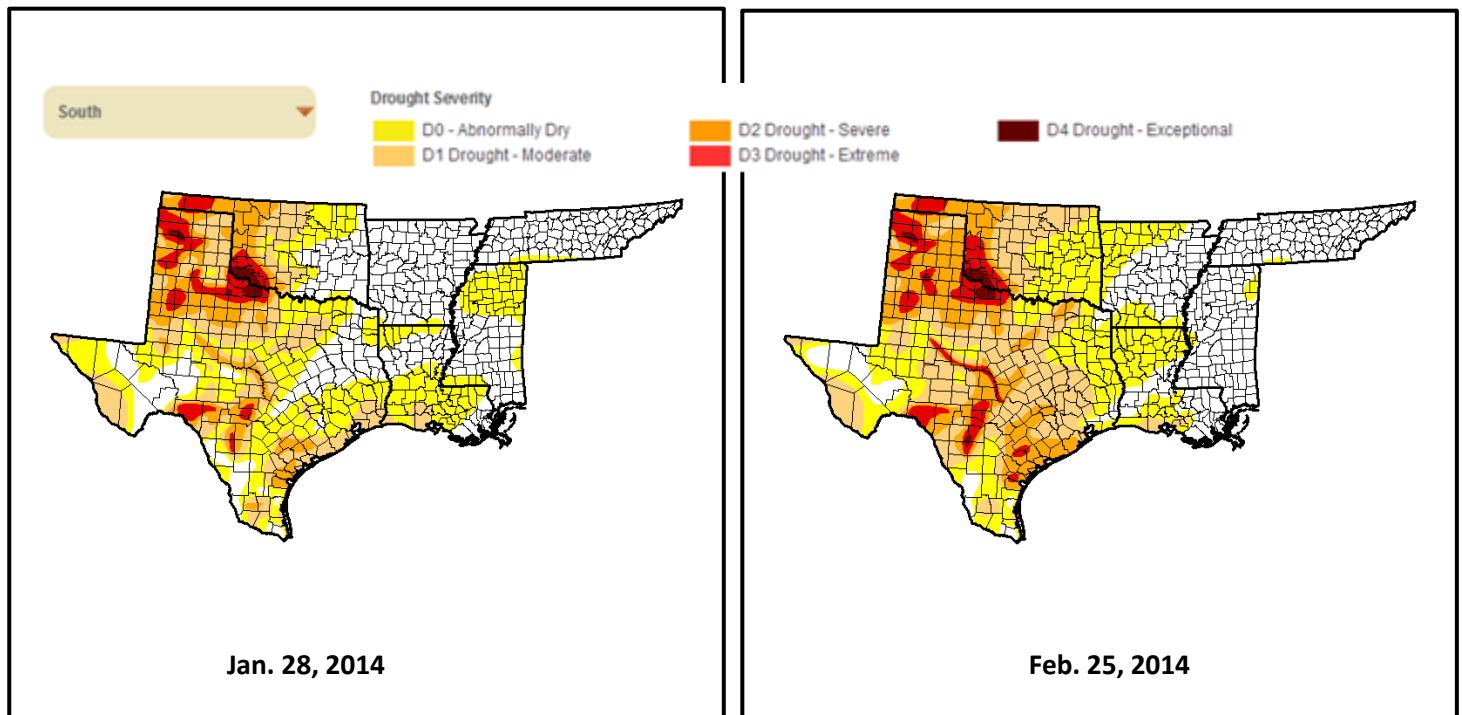 South
Drought Severity
D0 - Abnormally Dry
D2 Drought - Severe
D4 Drought - Exceptional
D1 Drought - Moderate
D3 Drought - Extreme
Jan. 28, 2014
Feb. 25, 2014